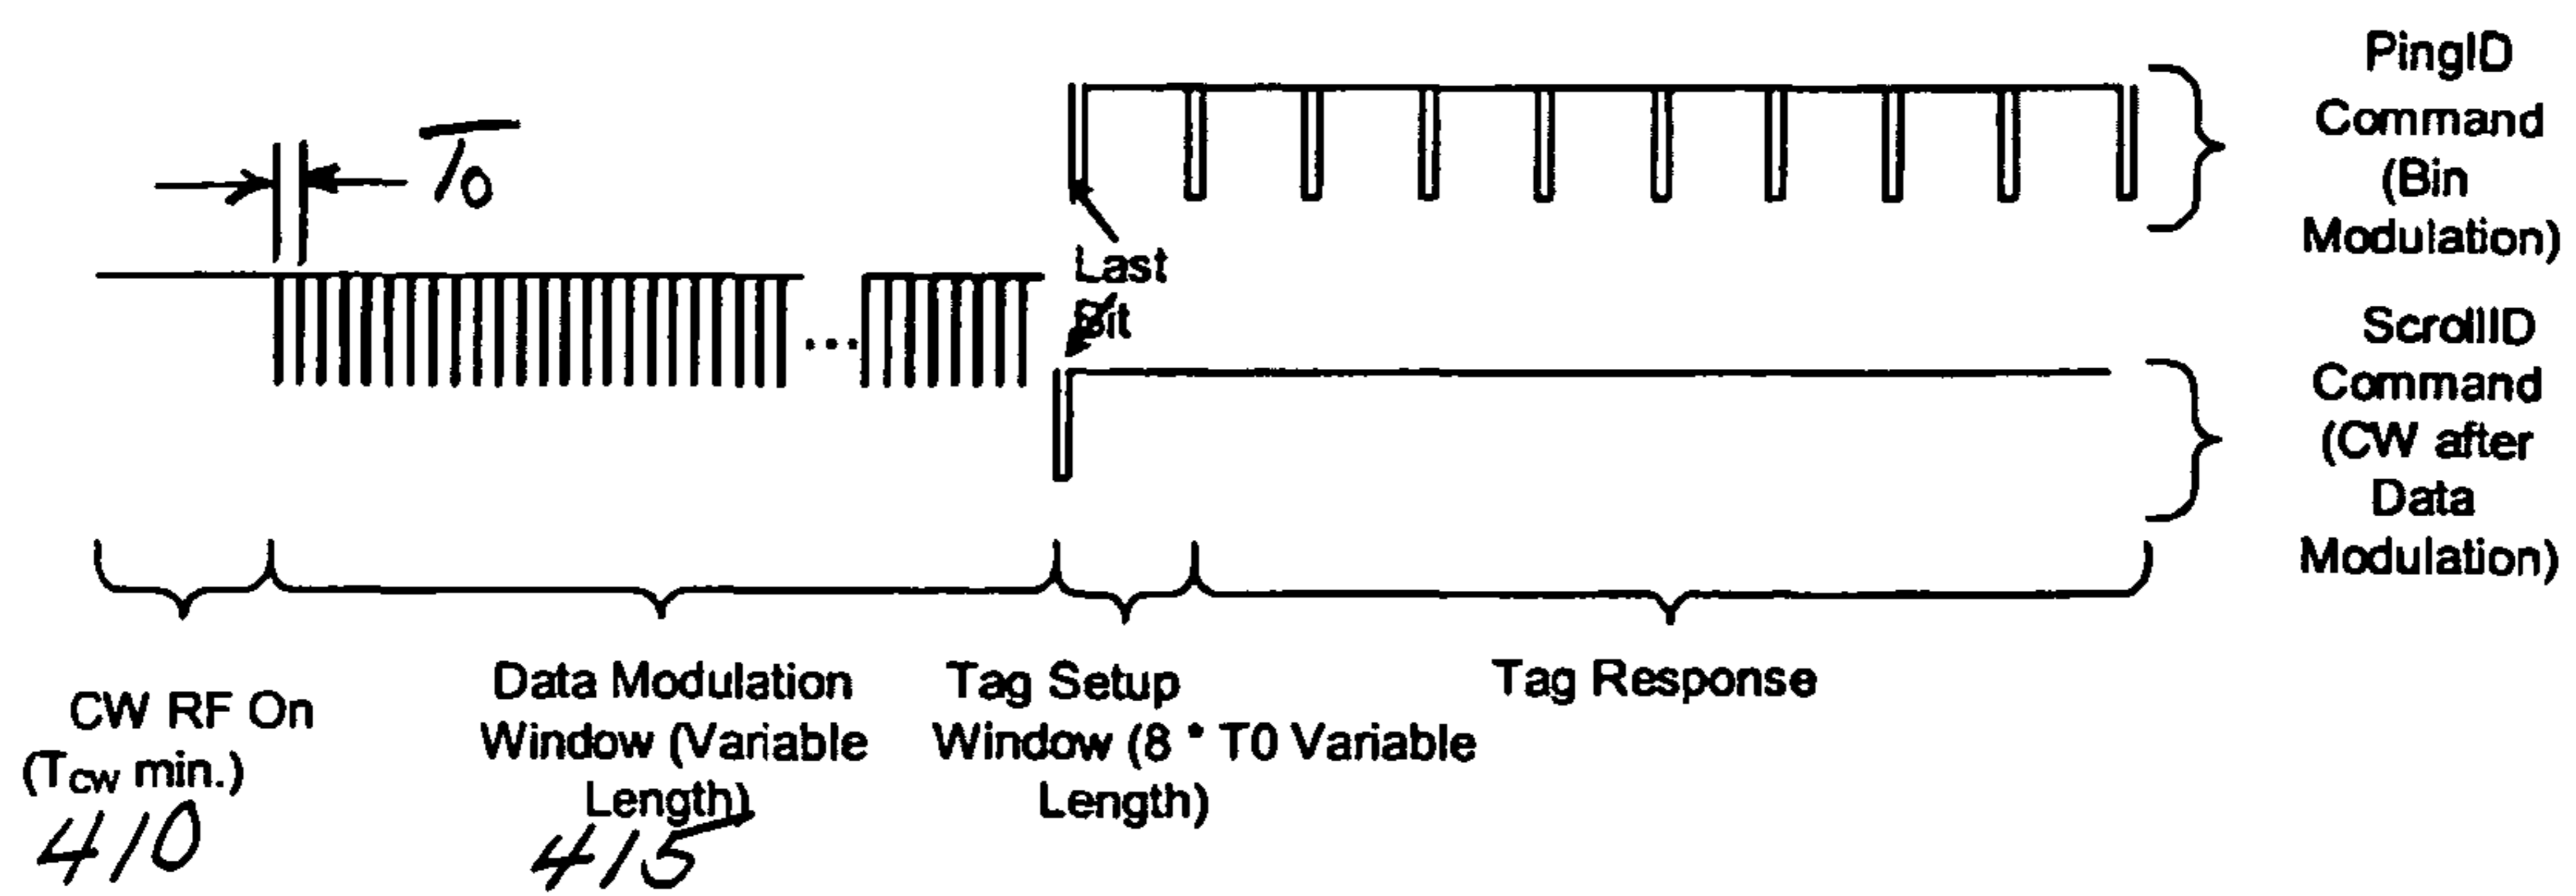 PingID
Command
(Bin
Modulation)
T0
Last
Bit
ScrollID
Command
(CW after
Data
Modulation)
CW RF On
(TCW min.)
410
Data Modulation
Window (Variable
Length)
415
Tag Setup
Window (8 * T0 Variable
Length)
Tag Response
...